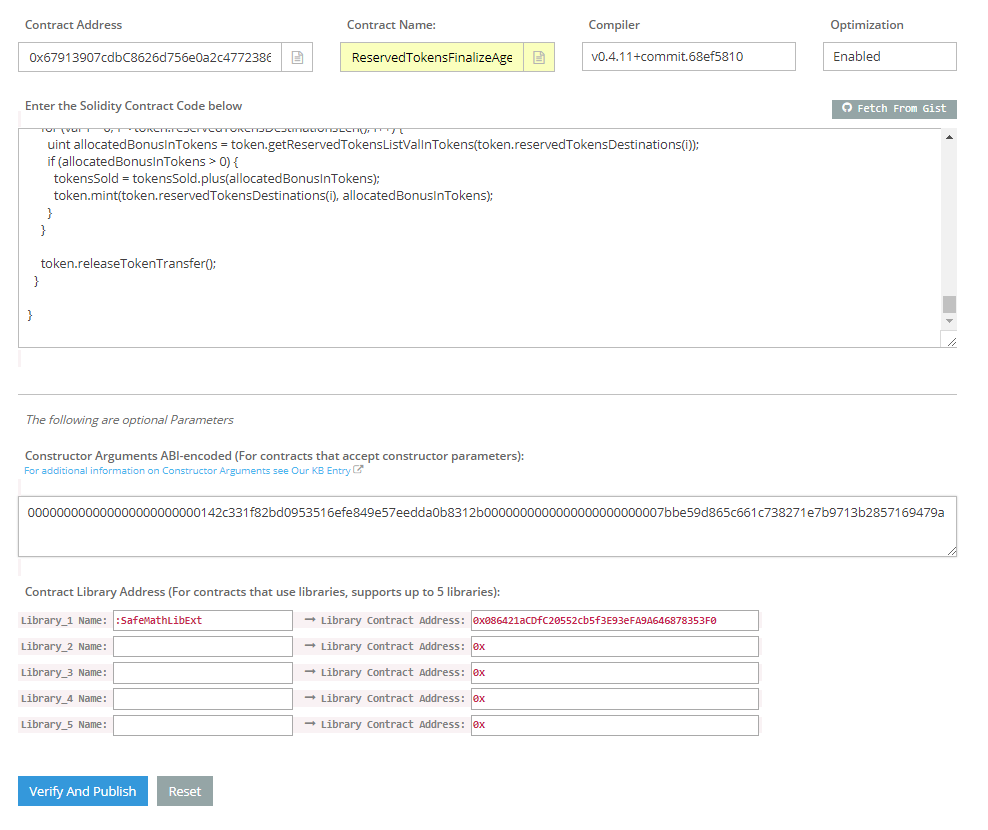 Contract Address Contract Name: Compiler Optimization
0x67913907cdbC8626d756e0a2c4772386 ReservedTokensFinalizeAge v0.4.11+commit.68ef5810 Enabled
Enter the Solidity Contract Code below
Fetch From Gist
uint allocatedBonusInTokens = token.getReservedTokensListValInTokens(token.reservedTokensDestinations(i));
if (allocatedBonusInTokens > 0) {
tokensSold = tokensSold.plus(allocatedBonusInTokens);
token.mint(token.reservedTokensDestinations(i), allocatedBonusInTokens);
}
}
token.releaseTokenTransfer();
}
}
The following are optional Parameters
Constructor Arguments ABI-encoded (For contracts that accept constructor parameters):
For additional information on Constructor Arguments see Our KB Entry
000000000000000000000000142c331f82bd0953516efe849e57eedda0b8312b0000000000000000000000007bbe59d865c661c738271e7b9713b2857169479a
Contract Library Address (For contracts that use libraries, supports up to 5 libraries):
Library_1 Name: :SafeMathLibExt → Library Contract Address: 0x086421aCDfC20552cb5f3E93eFA9A646878353F0
Library_2 Name: → Library Contract Address: 0x
Library_3 Name: → Library Contract Address: 0x
Library_4 Name: → Library Contract Address: 0x
Library_5 Name: → Library Contract Address: 0x
Verify And Publish Reset